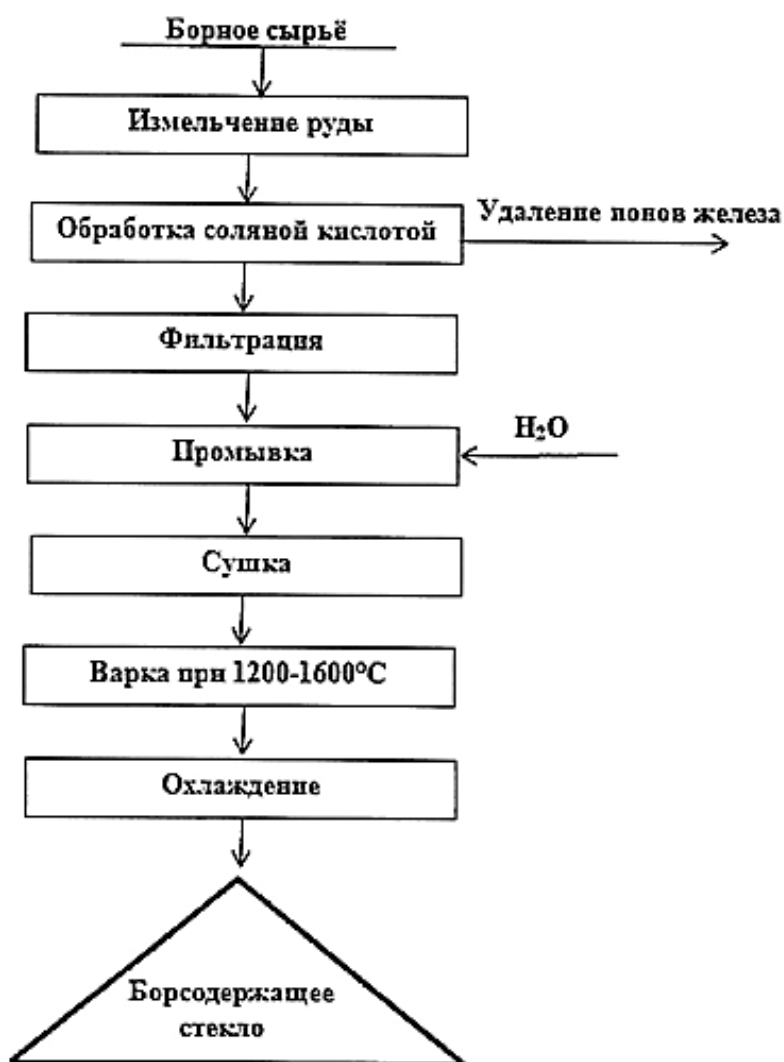 Борное сырьё
Измельчение руды
Обработка соляной кислотой
Удаление ионов железа
Фильтрация
Промывка
H₂O
Сушка
Варка при 1200-1600°С
Охлаждение
Борсодержащее
стекло